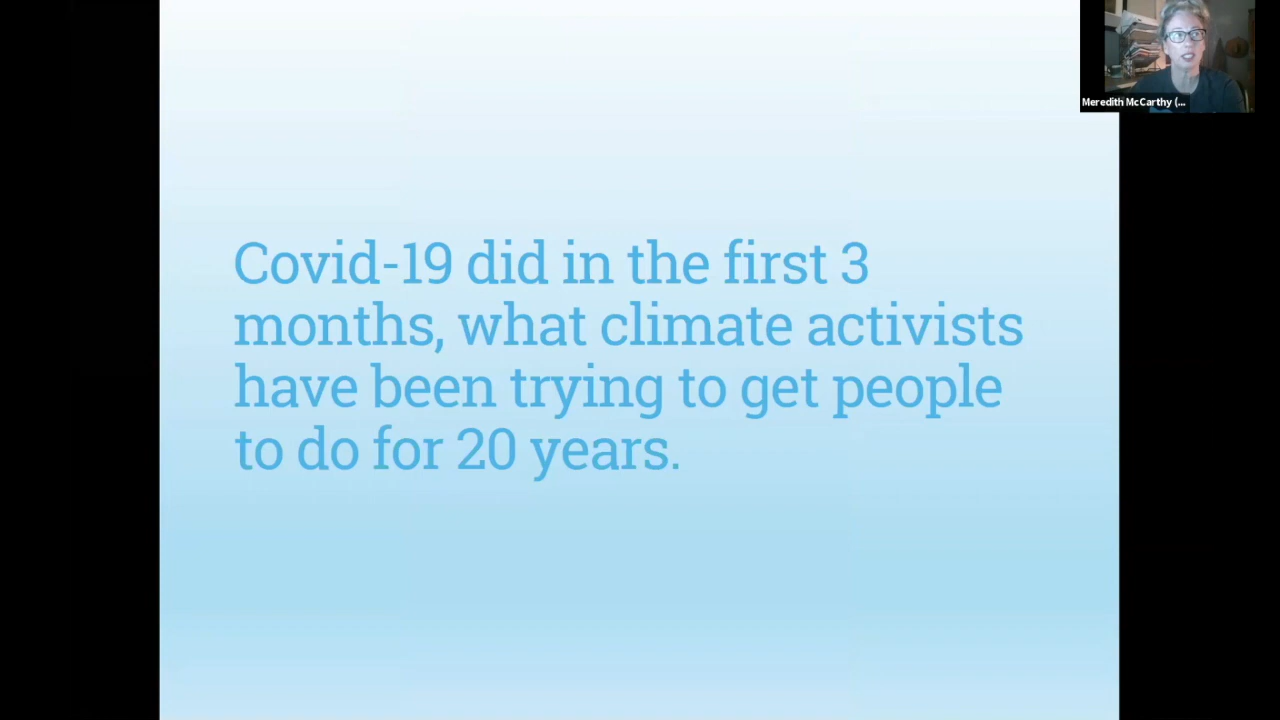 Meredith McCarthy (...
Covid-19 did in the first 3
months, what climate activists
have been trying to get people
to do for 20 years.